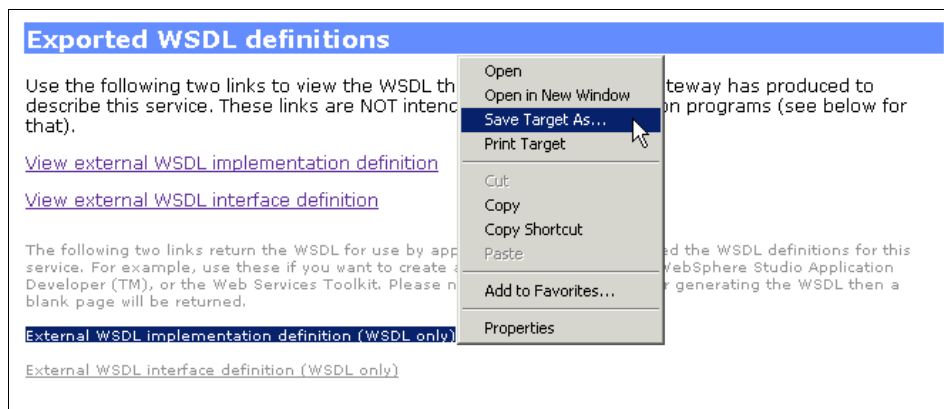 Exported WSDL definitions
Use the following two links to view the WSDL th teway has produced to
describe this service. These links are NOT intenc on programs (see below for
that).
View external WSDL implementation definition
View external WSDL interface definition
The following two links return the WSDL for use by app ed the WSDL definitions for this
service. For example, use these if you want to create a WebSphere Studio Application
Developer (TM), or the Web Services Toolkit. Please n r generating the WSDL then a
blank page will be returned.
External WSDL implementation definition (WSDL only)
External WSDL interface definition (WSDL only)
Open
Open in New Window
Save Target As...
Print Target
Cut
Copy
Copy Shortcut
Paste
Add to Favorites...
Properties